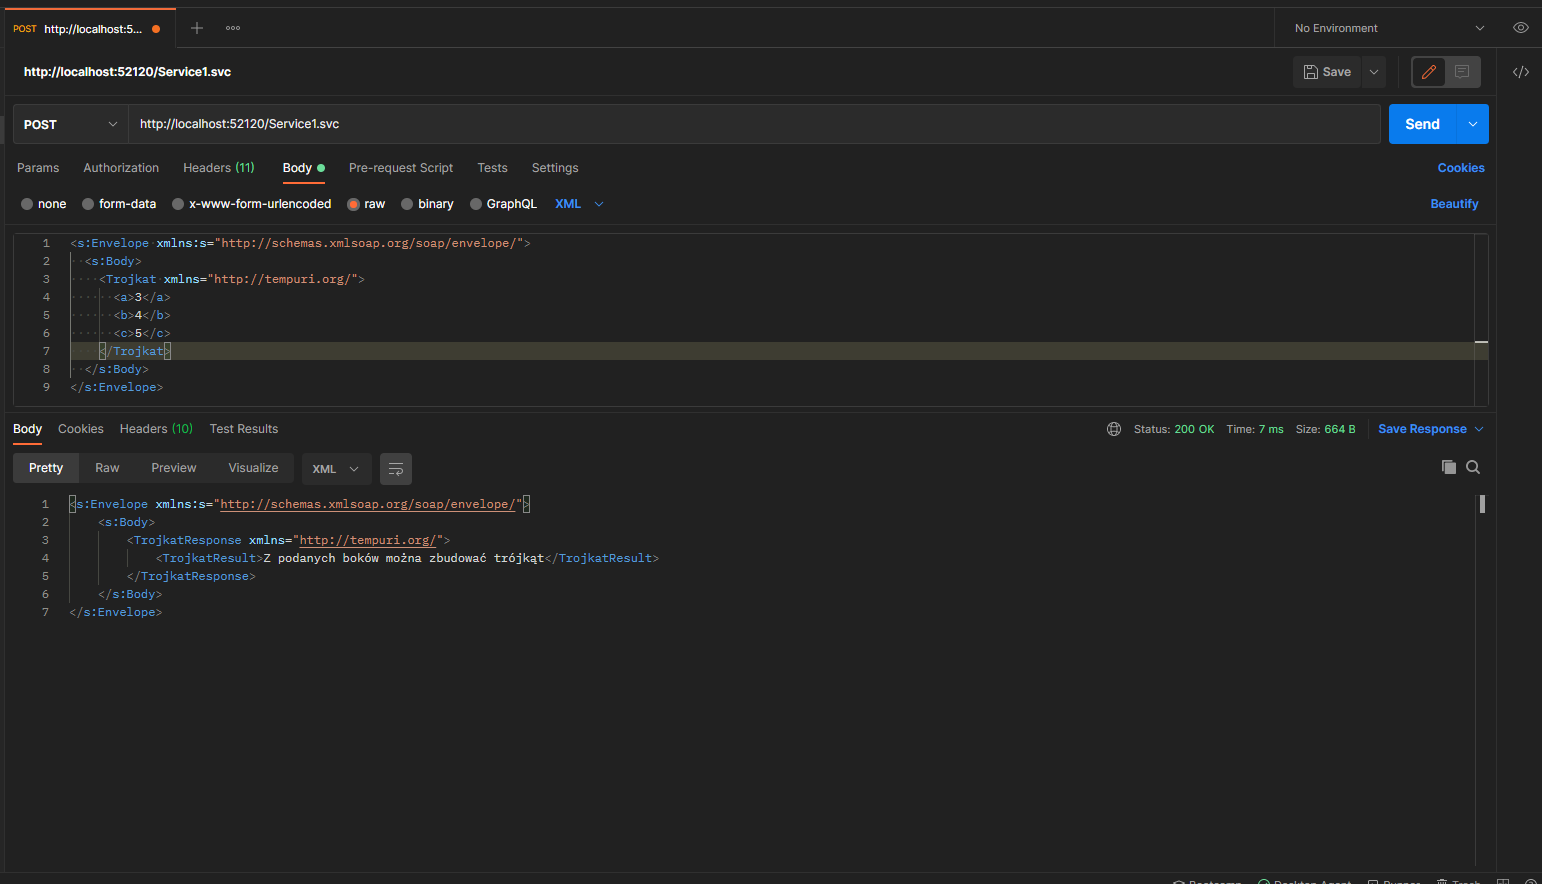 POST http://localhost:5...
No Environment
http://localhost:52120/Service1.svc
Save
POST http://localhost:52120/Service1.svc Send
Params Authorization Headers (11) Body Pre-request Script Tests Settings Cookies
none form-data x-www-form-urlencoded raw binary GraphQL XML Beautify
1 <s:Envelope xmlns:s="http://schemas.xmlsoap.org/soap/envelope/">
2 <s:Body>
3 <Trojkat xmlns="http://tempuri.org/">
4 <a>3</a>
5 <b>4</b>
6 <c>5</c>
7 </Trojkat>
8 </s:Body>
9 </s:Envelope>
Body Cookies Headers (10) Test Results Status: 200 OK Time: 7 ms Size: 664 B Save Response
Pretty Raw Preview Visualize XML
1 <s:Envelope xmlns:s="http://schemas.xmlsoap.org/soap/envelope/">
2 <s:Body>
3 <TrojkatResponse xmlns="http://tempuri.org/">
4 <TrojkatResult>Z podanych boków można zbudować trójkąt</TrojkatResult>
5 </TrojkatResponse>
6 </s:Body>
7 </s:Envelope>
Bootcamp Desktop Agent Runner Trash